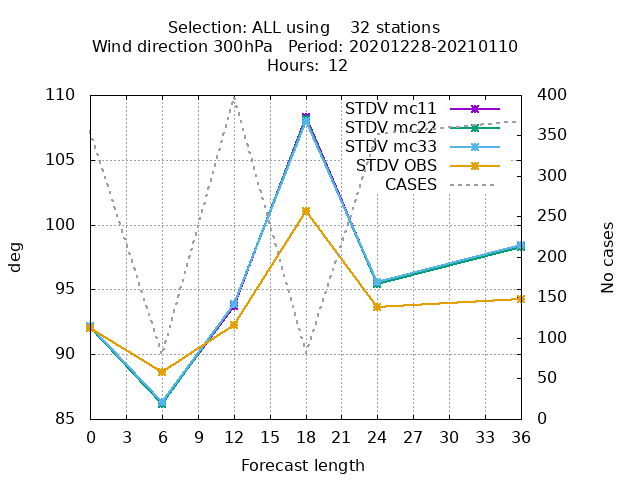 Selection: ALL using 32 stations
Wind direction 300hPa Period: 20201228-20210110
Hours: 12
110
105
100
95
90
85
deg
400
350
300
250
200
150
100
50
0
No cases
STDV mc11
STDV mc22
STDV mc33
STDV OBS
CASES
0 3 6 9 12 15 18 21 24 27 30 33 36
Forecast length